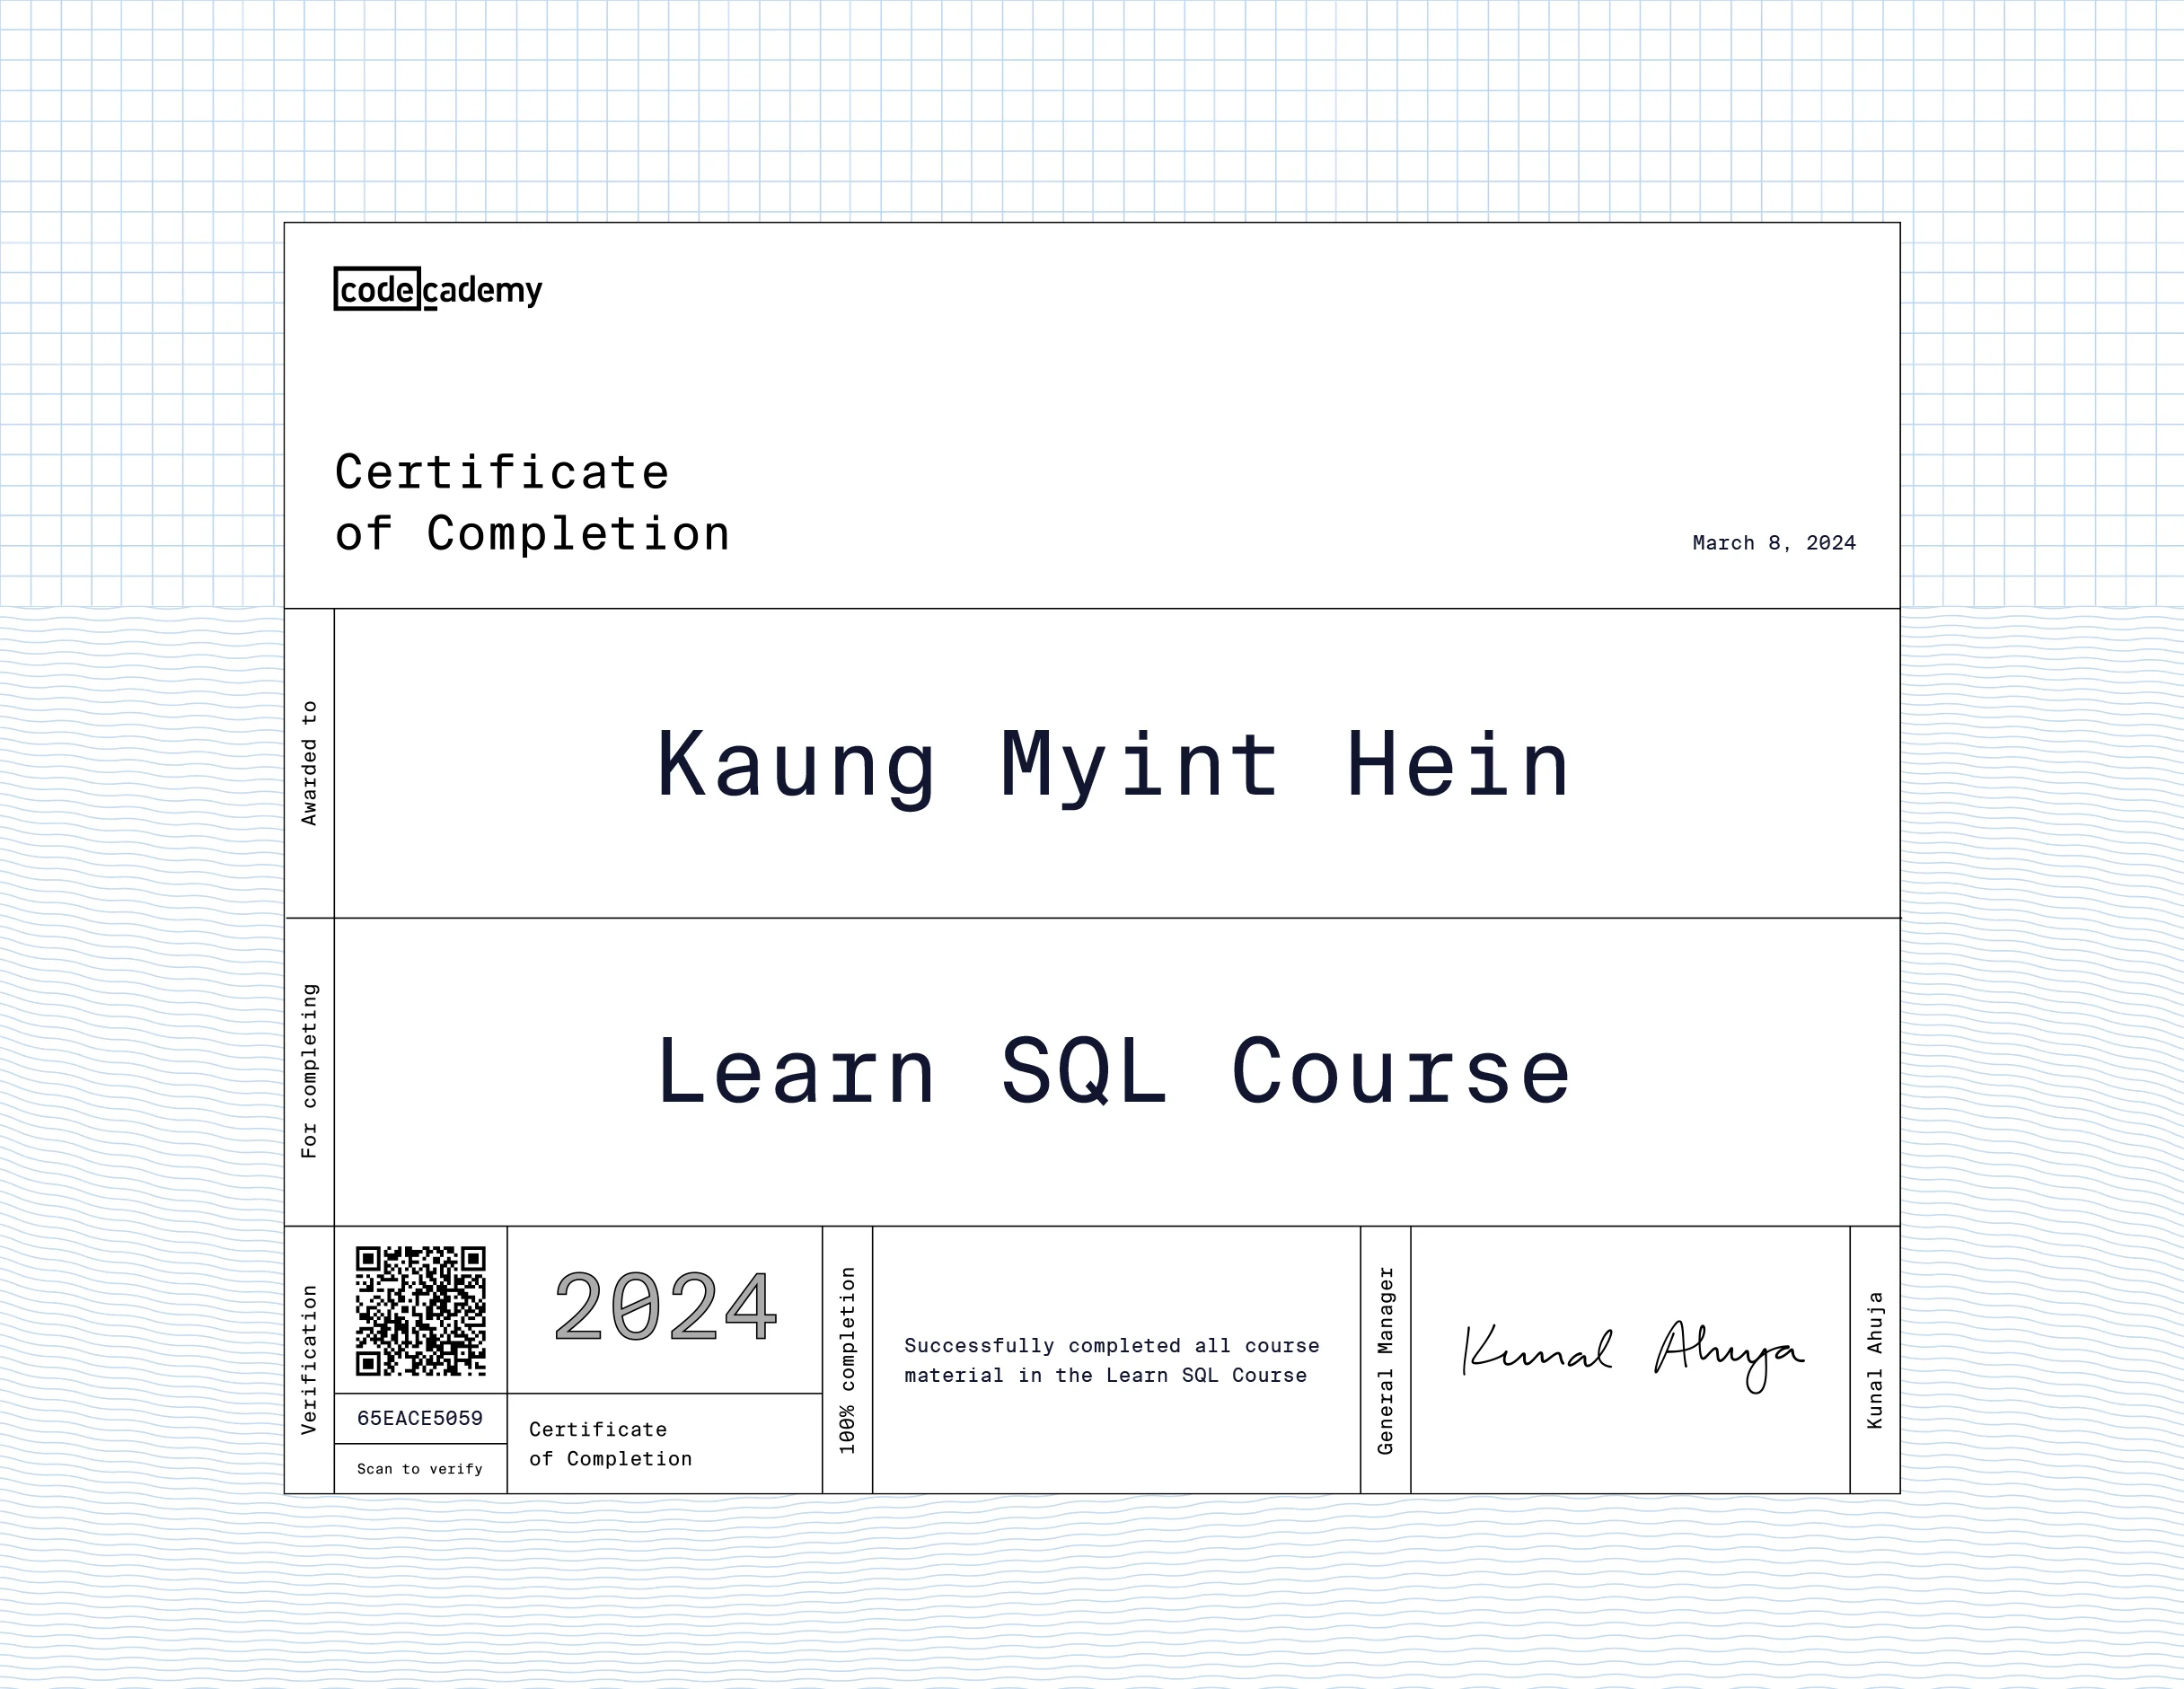 codecademy
Certificate
of Completion
March 8, 2024
Awarded to
Kaung Myint Hein
For completing
Learn SQL Course
Verification
65EACE5059
Scan to verify
2024
Certificate
of Completion
100% completion
Successfully completed all course
material in the Learn SQL Course
General Manager
Kunal Ahuja
Kunal Ahuja